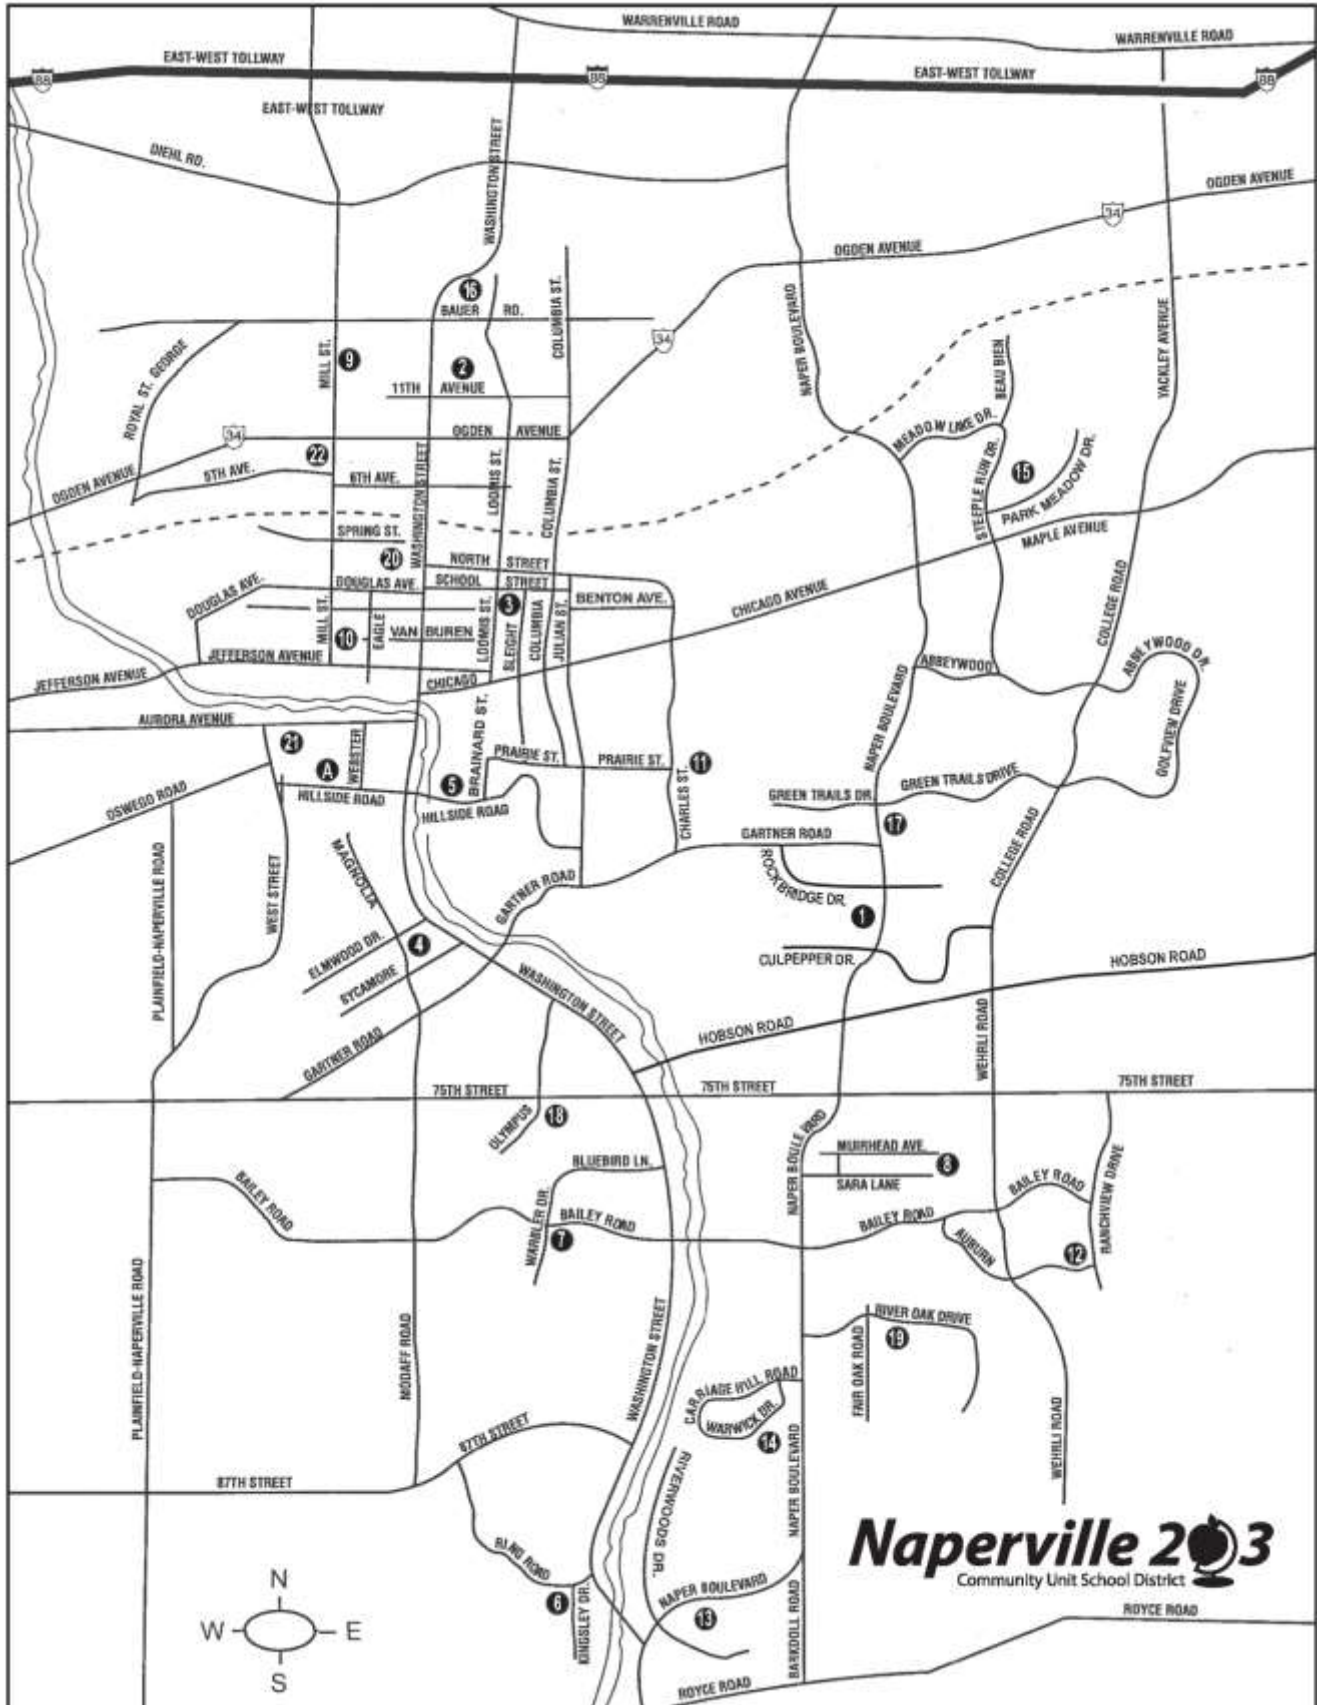 WARRENVILLE ROAD
WARRENVILLE ROAD
EAST-WEST TOLLWAY
88
88
EAST-WEST TOLLWAY
88
EAST-WEST TOLLWAY
DIEHL RD.
WASHINGTON STREET
OGDEN AVENUE
34
OGDEN AVENUE
16
BAUER RD.
COLUMBIA ST.
NAPER BOULEVARD
YACKLEY AVENUE
ROYAL ST. GEORGE
MILL ST.
9
2
34
BEAU BIEN
11TH AVENUE
34
OGDEN AVENUE
MEADOW LAKE DR.
OGDEN AVENUE
5TH AVE.
22
6TH AVE.
WASHINGTON STREET
LOOMIS ST.
COLUMBIA ST.
STEEPLE RUN DR.
15
PARK MEADOW DR.
MAPLE AVENUE
SPRING ST.
20
NORTH STREET
DOUGLAS AVE.
DOUGLAS AVE.
SCHOOL STREET
BENTON AVE.
CHICAGO AVENUE
COLLEGE ROAD
MILL ST.
10
EAGLE
VAN BUREN
LOOMIS ST.
3
SLEIGHT
COLUMBIA
JULIAN ST.
JEFFERSON AVENUE
JEFFERSON AVENUE
CHICAGO
ABBEYWOOD
ABBEYWOOD DR.
AURORA AVENUE
BRAINARD ST.
NAPER BOULEVARD
GOLFVIEW DRIVE
21
A
WEBSTER
PRAIRIE ST.
PRAIRIE ST.
11
5
HILLSIDE ROAD
HILLSIDE ROAD
CHARLES ST.
GREEN TRAILS DR.
GREEN TRAILS DRIVE
OSWEGO ROAD
17
GARTNER ROAD
COLLEGE ROAD
PLAINFIELD-NAPERVILLE ROAD
WEST STREET
MAGNOLIA
GARTNER ROAD
ROCKBRIDGE DR.
1
ELMWOOD DR.
4
SYCAMORE
CULPEPPER DR.
HOBSON ROAD
WASHINGTON STREET
HOBSON ROAD
WEHRLI ROAD
GARTNER ROAD
75TH STREET
75TH STREET
75TH STREET
OLYMPUS
18
NAPER BOULEVARD
MUIRHEAD AVE.
8
SARA LANE
BLUEBIRD LN.
BAILEY ROAD
WARBLER DR.
BAILEY ROAD
7
BAILEY ROAD
BAILEY ROAD
AUBURN
12
RANCHVIEW DRIVE
PLAINFIELD-NAPERVILLE ROAD
MODAFF ROAD
WASHINGTON STREET
RIVER OAK DRIVE
19
FAIR OAK ROAD
CARRIAGE HILL ROAD
WARWICK DR.
14
NAPER BOULEVARD
WEHRLI ROAD
87TH STREET
87TH STREET
RIVERWOODS DR.
RING ROAD
6
KINGSLEY DR.
NAPER BOULEVARD
13
BARKDOLL ROAD
Naperville 203
Community Unit School District
ROYCE ROAD
ROYCE ROAD
N
W E
S